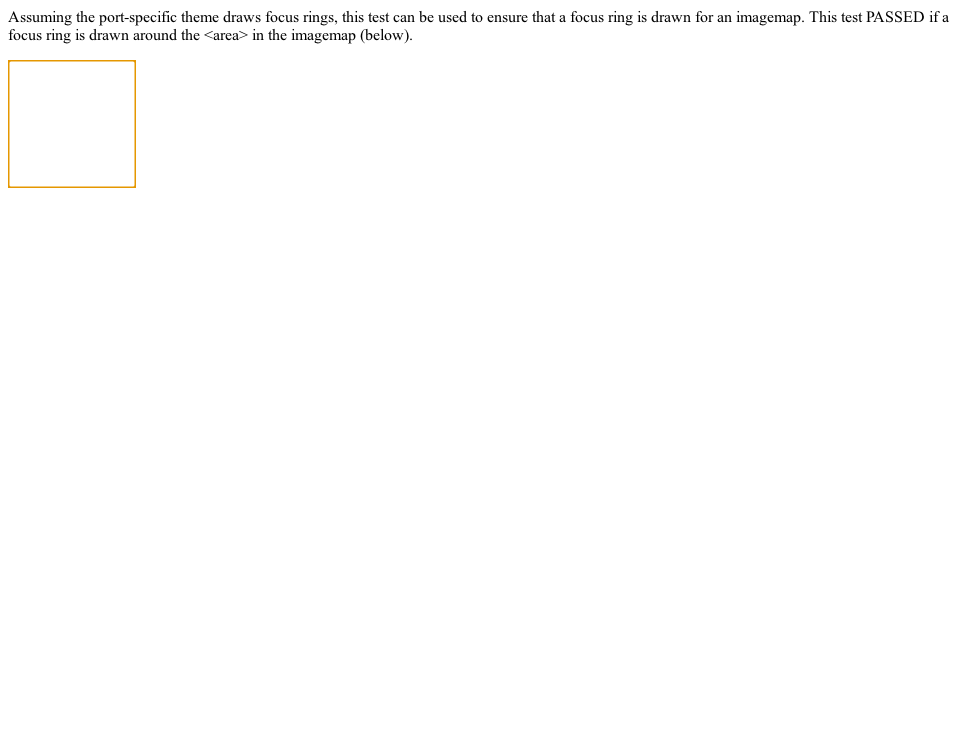 Assuming the port-specific theme draws focus rings, this test can be used to ensure that a focus ring is drawn for an imagemap. This test PASSED if a
focus ring is drawn around the <area> in the imagemap (below).